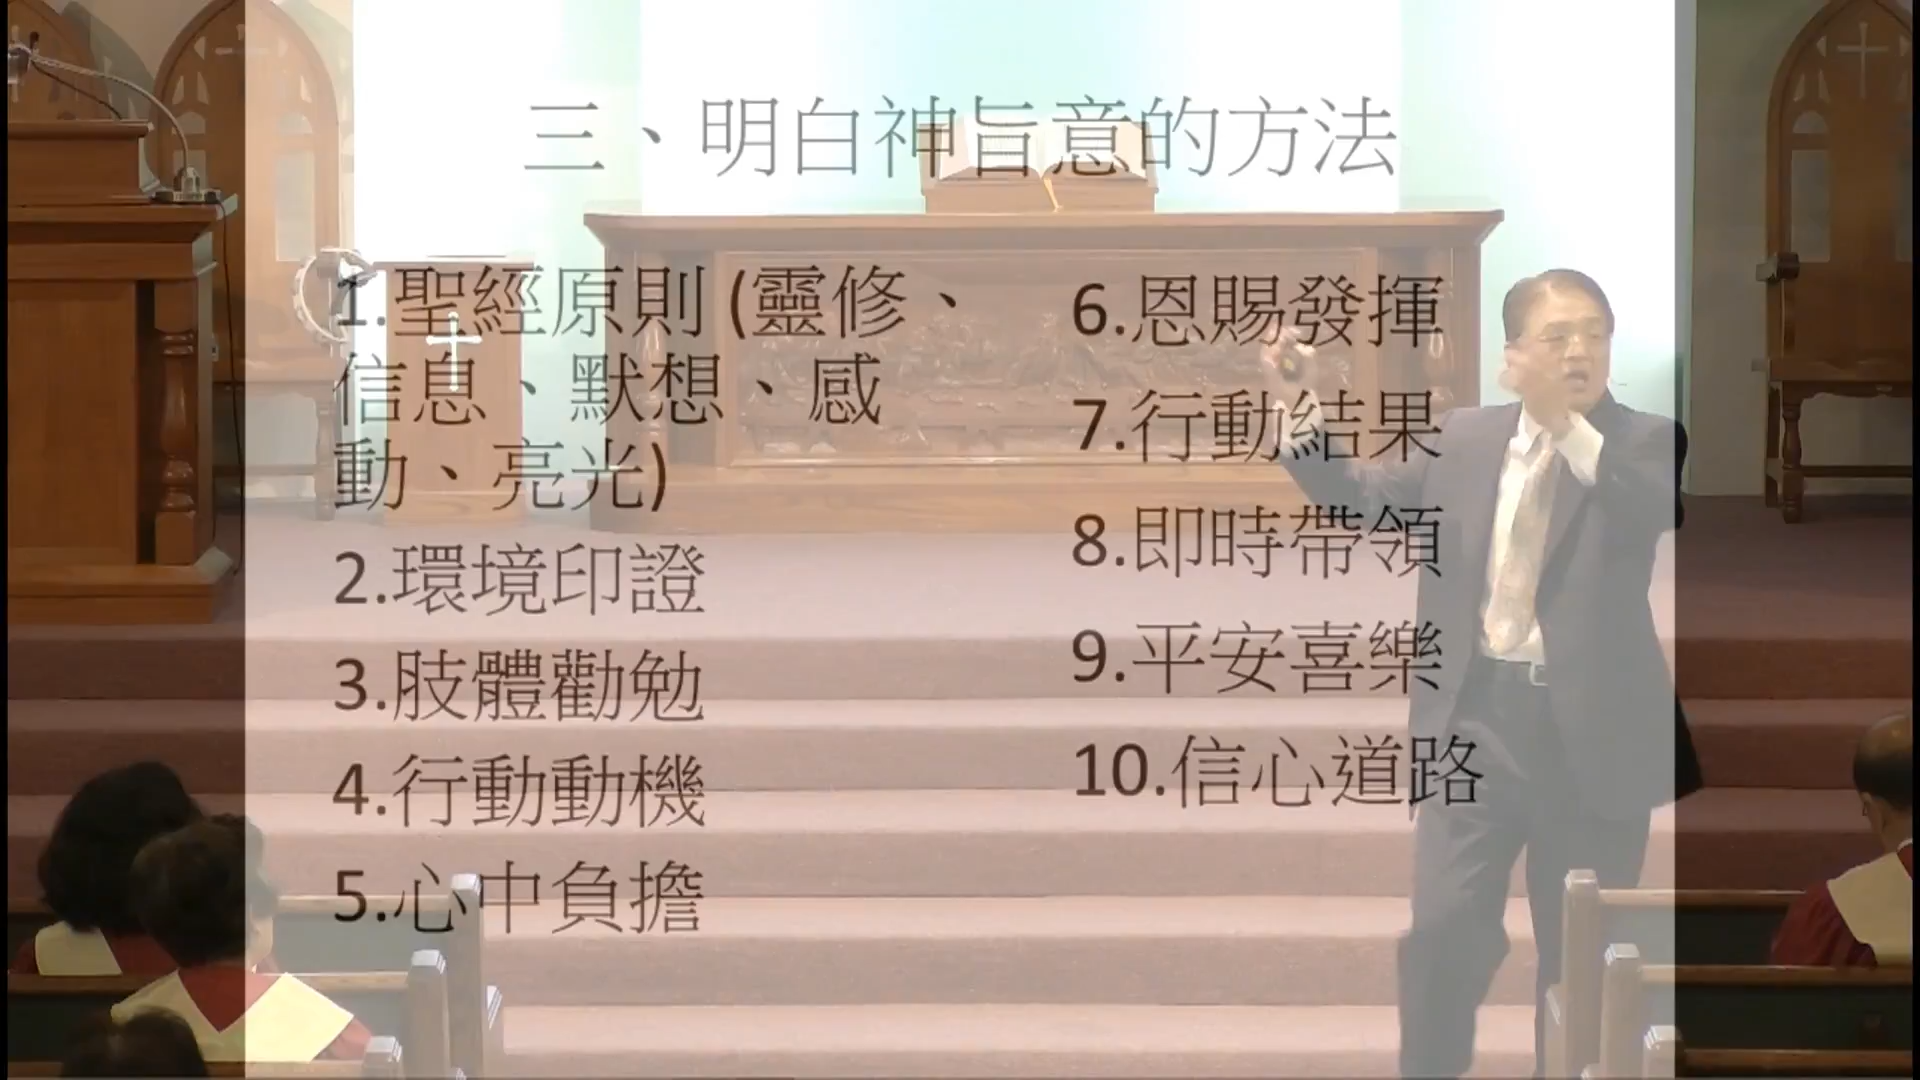 三、明白神旨意的方法
1.聖經原則 (靈修、
信息、默想、感
動、亮光)
2.環境印證
3.肢體勸勉
4.行動動機
5.心中負擔
6.恩賜發揮
7.行動結果
8.即時帶領
9.平安喜樂
10.信心道路